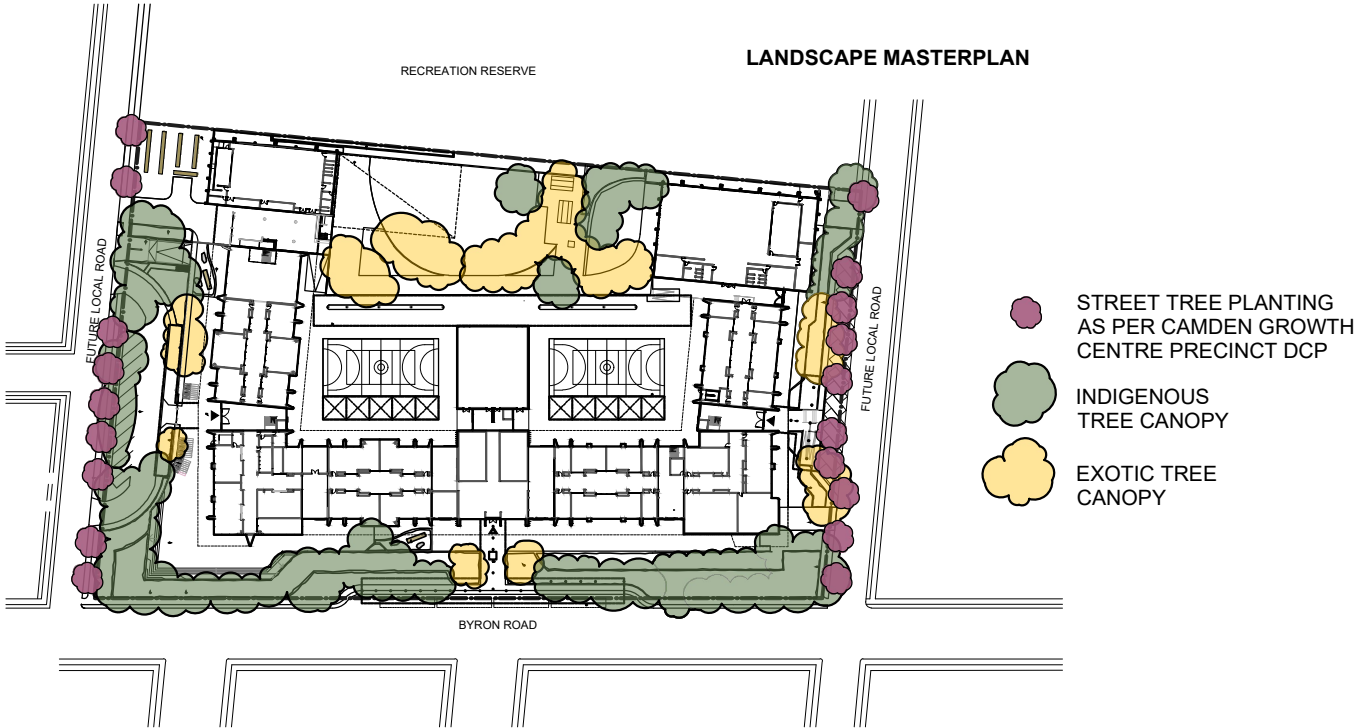 LANDSCAPE MASTERPLAN
RECREATION RESERVE
FUTURE LOCAL ROAD
FUTURE LOCAL ROAD
STREET TREE PLANTING
AS PER CAMDEN GROWTH
CENTRE PRECINCT DCP
INDIGENOUS
TREE CANOPY
EXOTIC TREE
CANOPY
BYRON ROAD